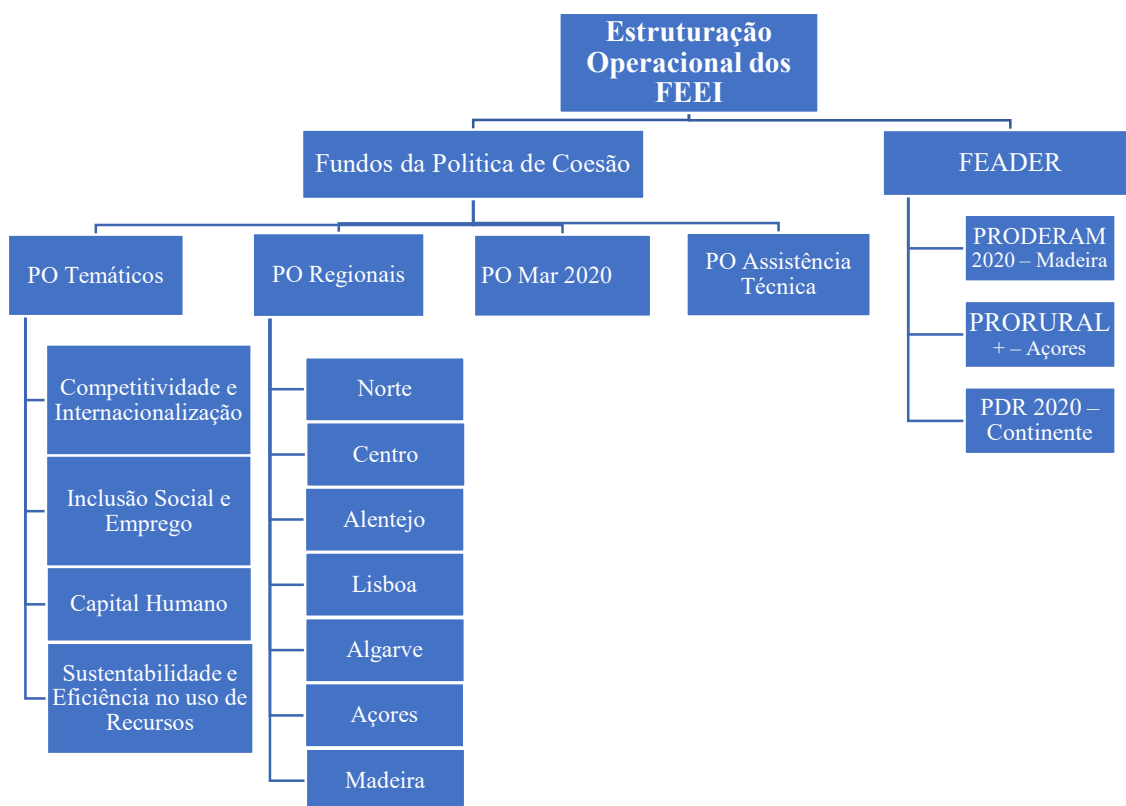 Estruturação
Operacional dos
FEEI
Fundos da Politica de Coesão
FEADER
PO Temáticos
PO Regionais
PO Mar 2020
PO Assistência
Técnica
Competitividade e
Internacionalização
Inclusão Social e
Emprego
Capital Humano
Sustentabilidade e
Eficiência no uso de
Recursos
Norte
Centro
Alentejo
Lisboa
Algarve
Açores
Madeira
PRODERAM
2020 – Madeira
PRORURAL
+ – Açores
PDR 2020 –
Continente